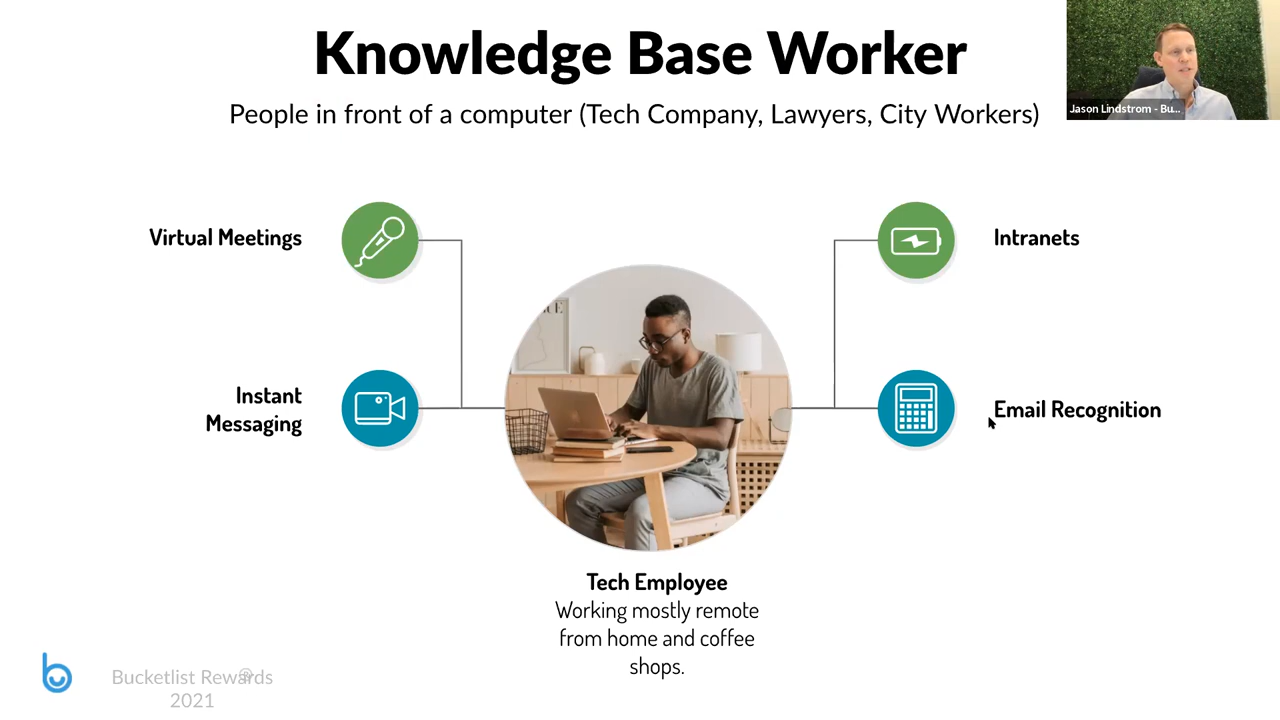 Knowledge Base Worker
People in front of a computer (Tech Company, Lawyers, City Workers)
Jason Lindstrom - Bu...
Virtual Meetings
Intranets
Instant
Messaging
Email Recognition
Tech Employee
Working mostly remote
from home and coffee
shops.
Bucketlist Rewards®
2021